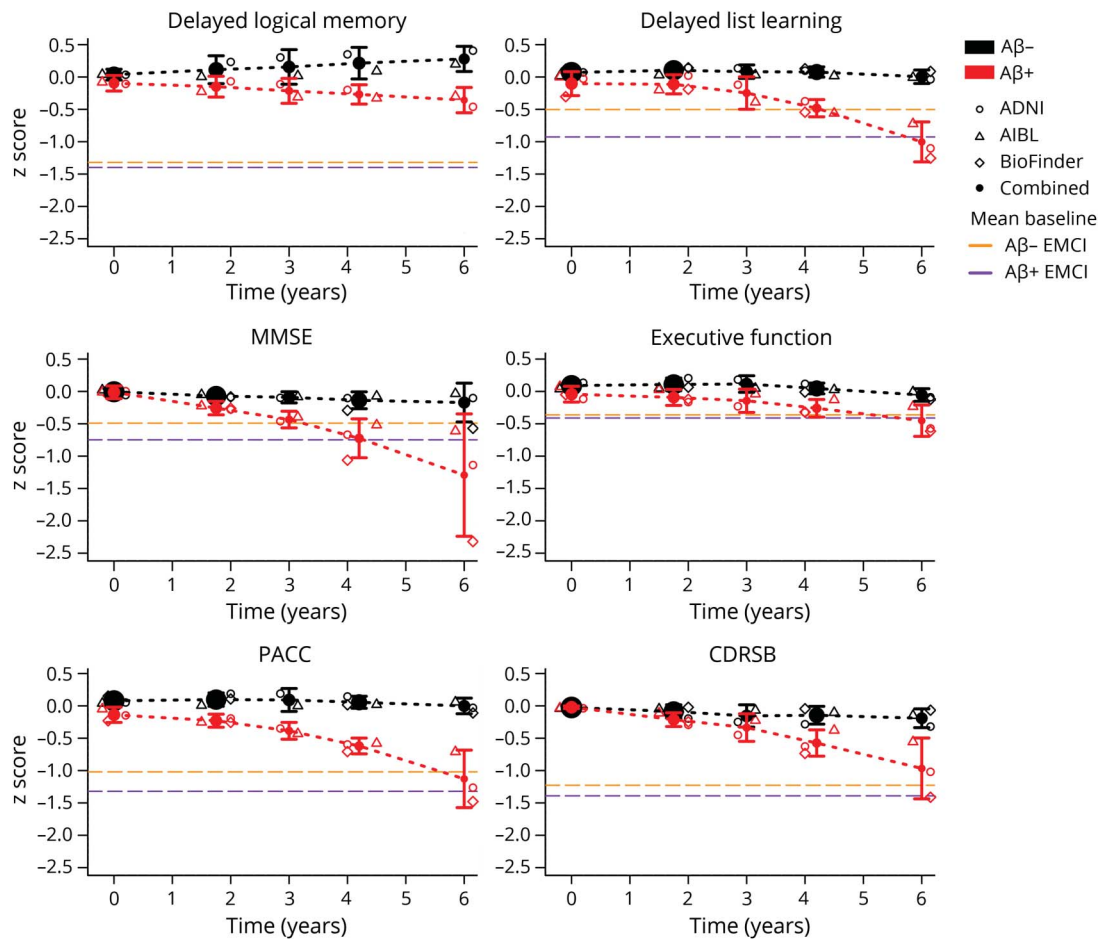 Delayed logical memory
0.5
0.0
−0.5
−1.0
−1.5
−2.0
−2.5
z score
0 1 2 3 4 5 6
Time (years)
Delayed list learning
0.5
0.0
−0.5
−1.0
−1.5
−2.0
−2.5
0 1 2 3 4 5 6
Time (years)
Aβ−
Aβ+
ADNI
AIBL
BioFinder
Combined
Mean baseline
Aβ− EMCI
Aβ+ EMCI
MMSE
0.5
0.0
−0.5
−1.0
−1.5
−2.0
−2.5
z score
0 1 2 3 4 5 6
Time (years)
Executive function
0.5
0.0
−0.5
−1.0
−1.5
−2.0
−2.5
0 1 2 3 4 5 6
Time (years)
PACC
0.5
0.0
−0.5
−1.0
−1.5
−2.0
−2.5
z score
0 1 2 3 4 5 6
Time (years)
CDRSB
0.5
0.0
−0.5
−1.0
−1.5
−2.0
−2.5
0 1 2 3 4 5 6
Time (years)